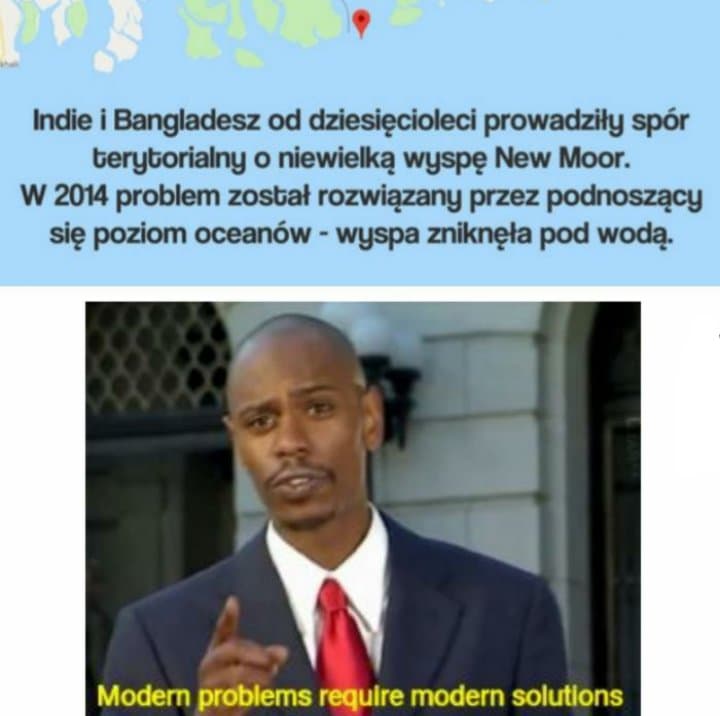 Indie i Bangladesz od dziesięcioleci prowadziły spór
terytorialny o niewielką wyspę New Moor.
W 2014 problem został rozwiązany przez podnoszący
się poziom oceanów - wyspa zniknęła pod wodą.
Modern problems require modern solutions